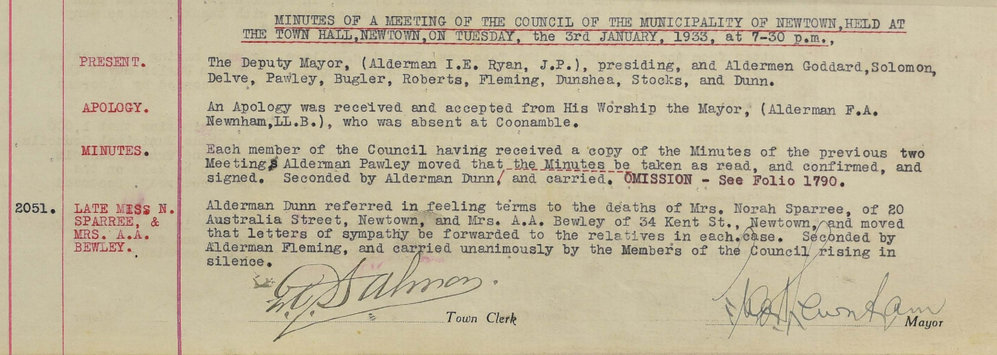 MINUTES OF A MEETING OF THE COUNCIL OF THE MUNICIPALITY OF NEWTOWN,HELD AT
THE TOWN HALL,NEWTOWN,ON TUESDAY, the 3rd JANUARY, 1933, at 7-30 p.m.,
PRESENT. The Deputy Mayor, (Alderman I.E. Ryan, J.P.), presiding, and Aldermen Goddard,Solomon,
Delve, Pawley, Bugler, Roberts, Fleming, Dunshea, Stocks, and Dunn.
APOLOGY. An Apology was received and accepted from His Worship the Mayor, (Alderman F.A.
Newnham,LL.B.), who was absent at Coonamble.
MINUTES. Each member of the Council having received a copy of the Minutes of the previous two
Meetings Alderman Pawley moved that the Minutes be taken as read, and confirmed, and
signed. Seconded by Alderman Dunn, and carried. OMISSION - See Folio 1790.
2051. LATE MISS N. Alderman Dunn referred in feeling terms to the deaths of Mrs. Norah Sparree, of 20
SPARREE, & Australia Street, Newtown, and Mrs. A.A. Bewley of 34 Kent St., Newtown, and moved
MRS. A.A. that letters of sympathy be forwarded to the relatives in each case. Seconded by
BEWLEY. Alderman Fleming, and carried unanimously by the Members of the Council rising in
silence.
Town Clerk
Mayor